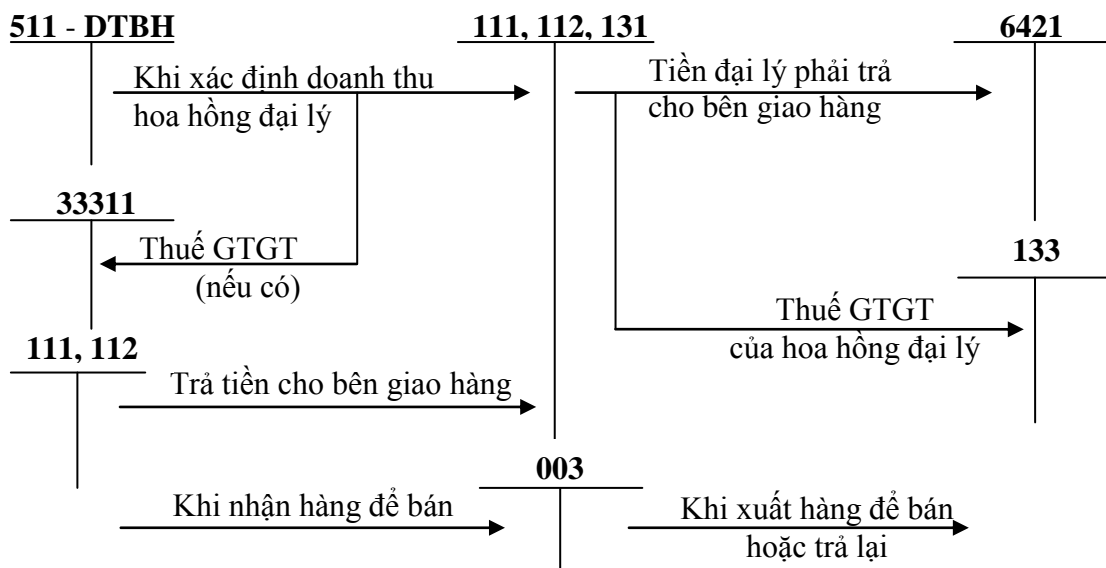 511 - DTBH
111, 112, 131
6421
Khi xác định doanh thu
hoa hồng đại lý
Tiền đại lý phải trả
cho bên giao hàng
33311
Thuế GTGT
(nếu có)
133
Thuế GTGT
của hoa hồng đại lý
111, 112
Trả tiền cho bên giao hàng
003
Khi nhận hàng để bán
Khi xuất hàng để bán
hoặc trả lại